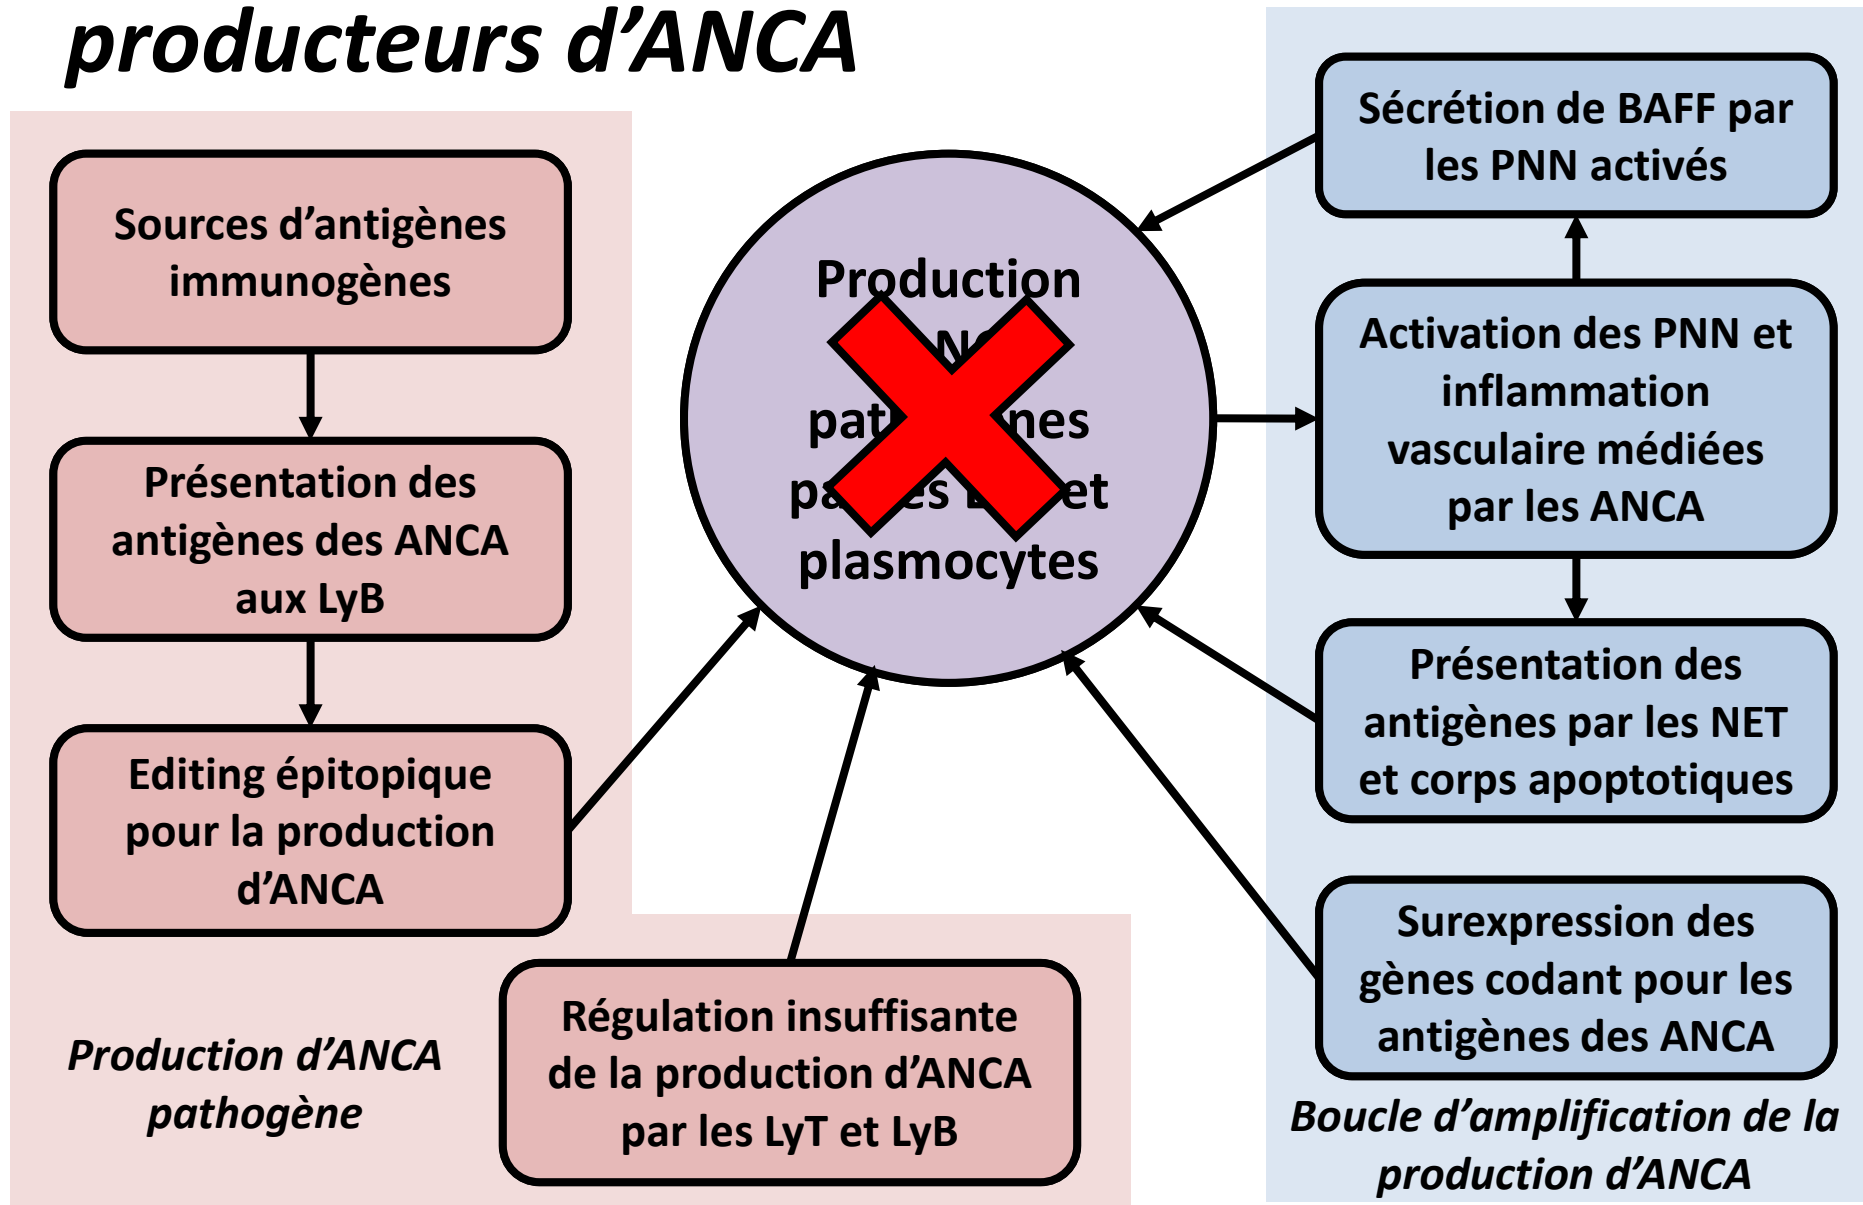 producteurs d’ANCA
Sources d’antigènes
immunogènes
Présentation des
antigènes des ANCA
aux LyB
Editing épitopique
pour la production
d’ANCA
Production d’ANCA
pathogène
Régulation insuffisante
de la production d’ANCA
par les LyT et LyB
Production
plasmocytes
Sécrétion de BAFF par
les PNN activés
Activation des PNN et
inflammation
vasculaire médiées
par les ANCA
Présentation des
antigènes par les NET
et corps apoptotiques
Surexpression des
gènes codant pour les
antigènes des ANCA
Boucle d’amplification de la
production d’ANCA